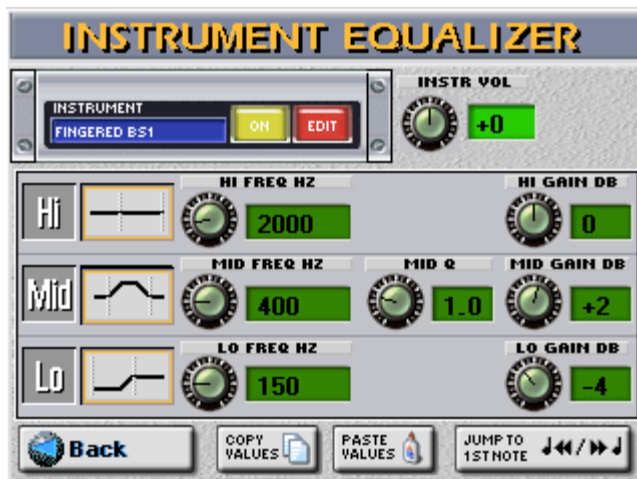 INSTRUMENT EQUALIZER
INSTRUMENT
FINGERED BS1
ON
EDIT
INSTR VOL
+0
Hi
HI FREQ HZ
2000
HI GAIN DB
0
Mid
MID FREQ HZ
400
MID Q
1.0
MID GAIN DB
+2
Lo
LO FREQ HZ
150
LO GAIN DB
-4
Back
COPY
VALUES
PASTE
VALUES
JUMP TO
1ST NOTE